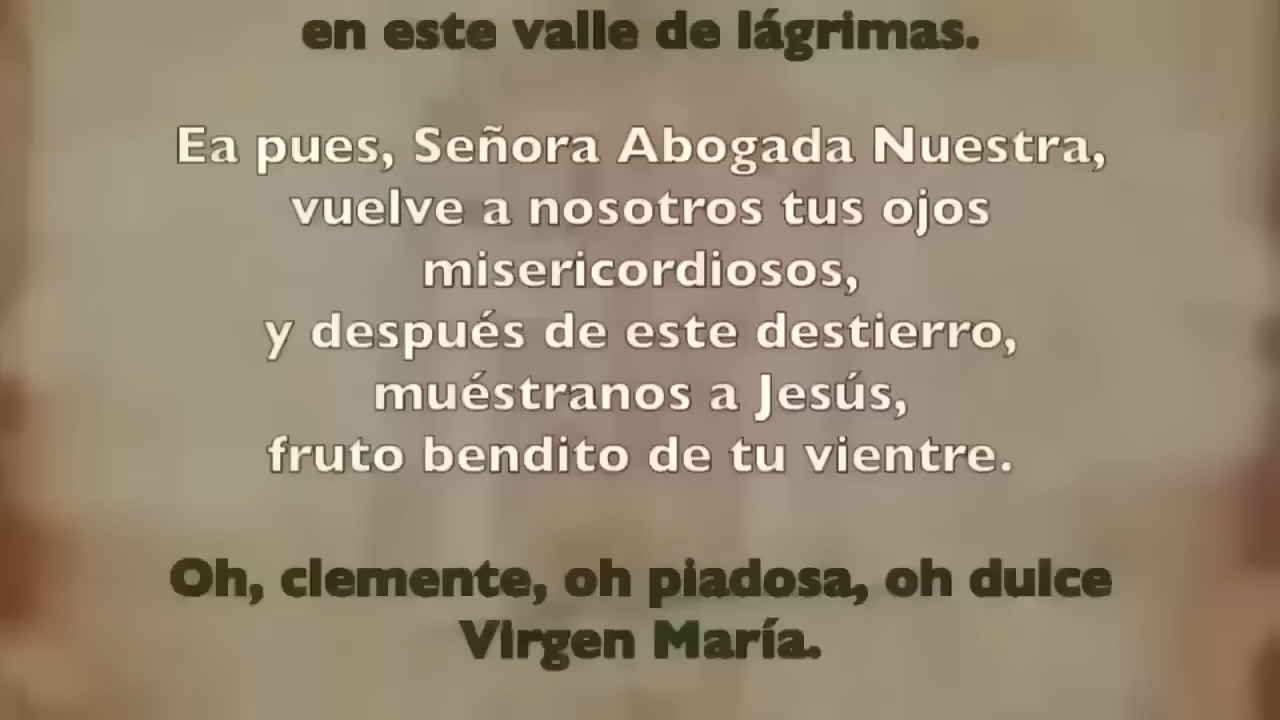 en este valle de lágrimas.
Ea pues, Señora Abogada Nuestra,
vuelve a nosotros tus ojos
misericordiosos,
y después de este destierro,
muéstranos a Jesús,
fruto bendito de tu vientre.
Oh, clemente, oh piadosa, oh dulce
Virgen María.